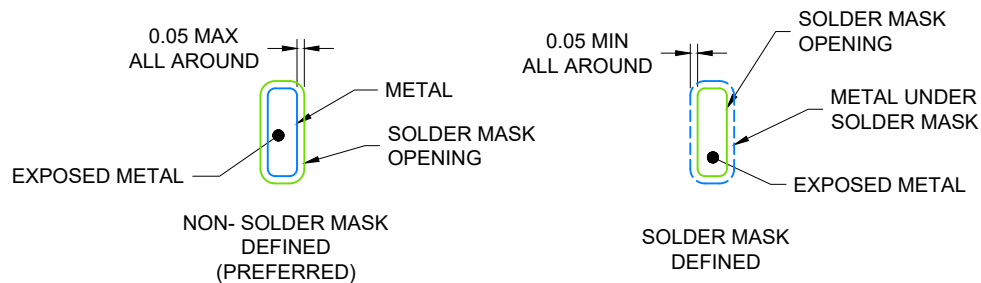 0.05 MAX
ALL AROUND
METAL
SOLDER MASK
OPENING
EXPOSED METAL
NON- SOLDER MASK
DEFINED
(PREFERRED)
0.05 MIN
ALL AROUND
SOLDER MASK
OPENING
METAL UNDER
SOLDER MASK
EXPOSED METAL
SOLDER MASK
DEFINED